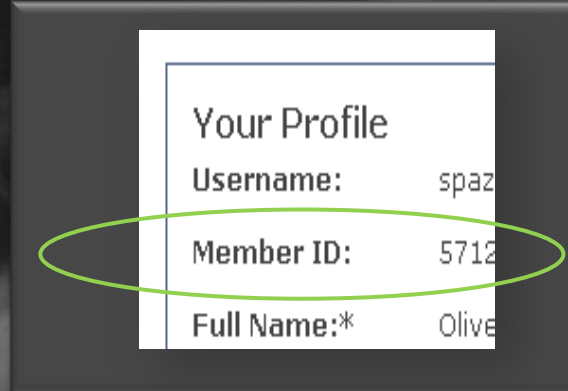 Your Profile
Username: spaz
Member ID: 5712
Full Name:* Olive